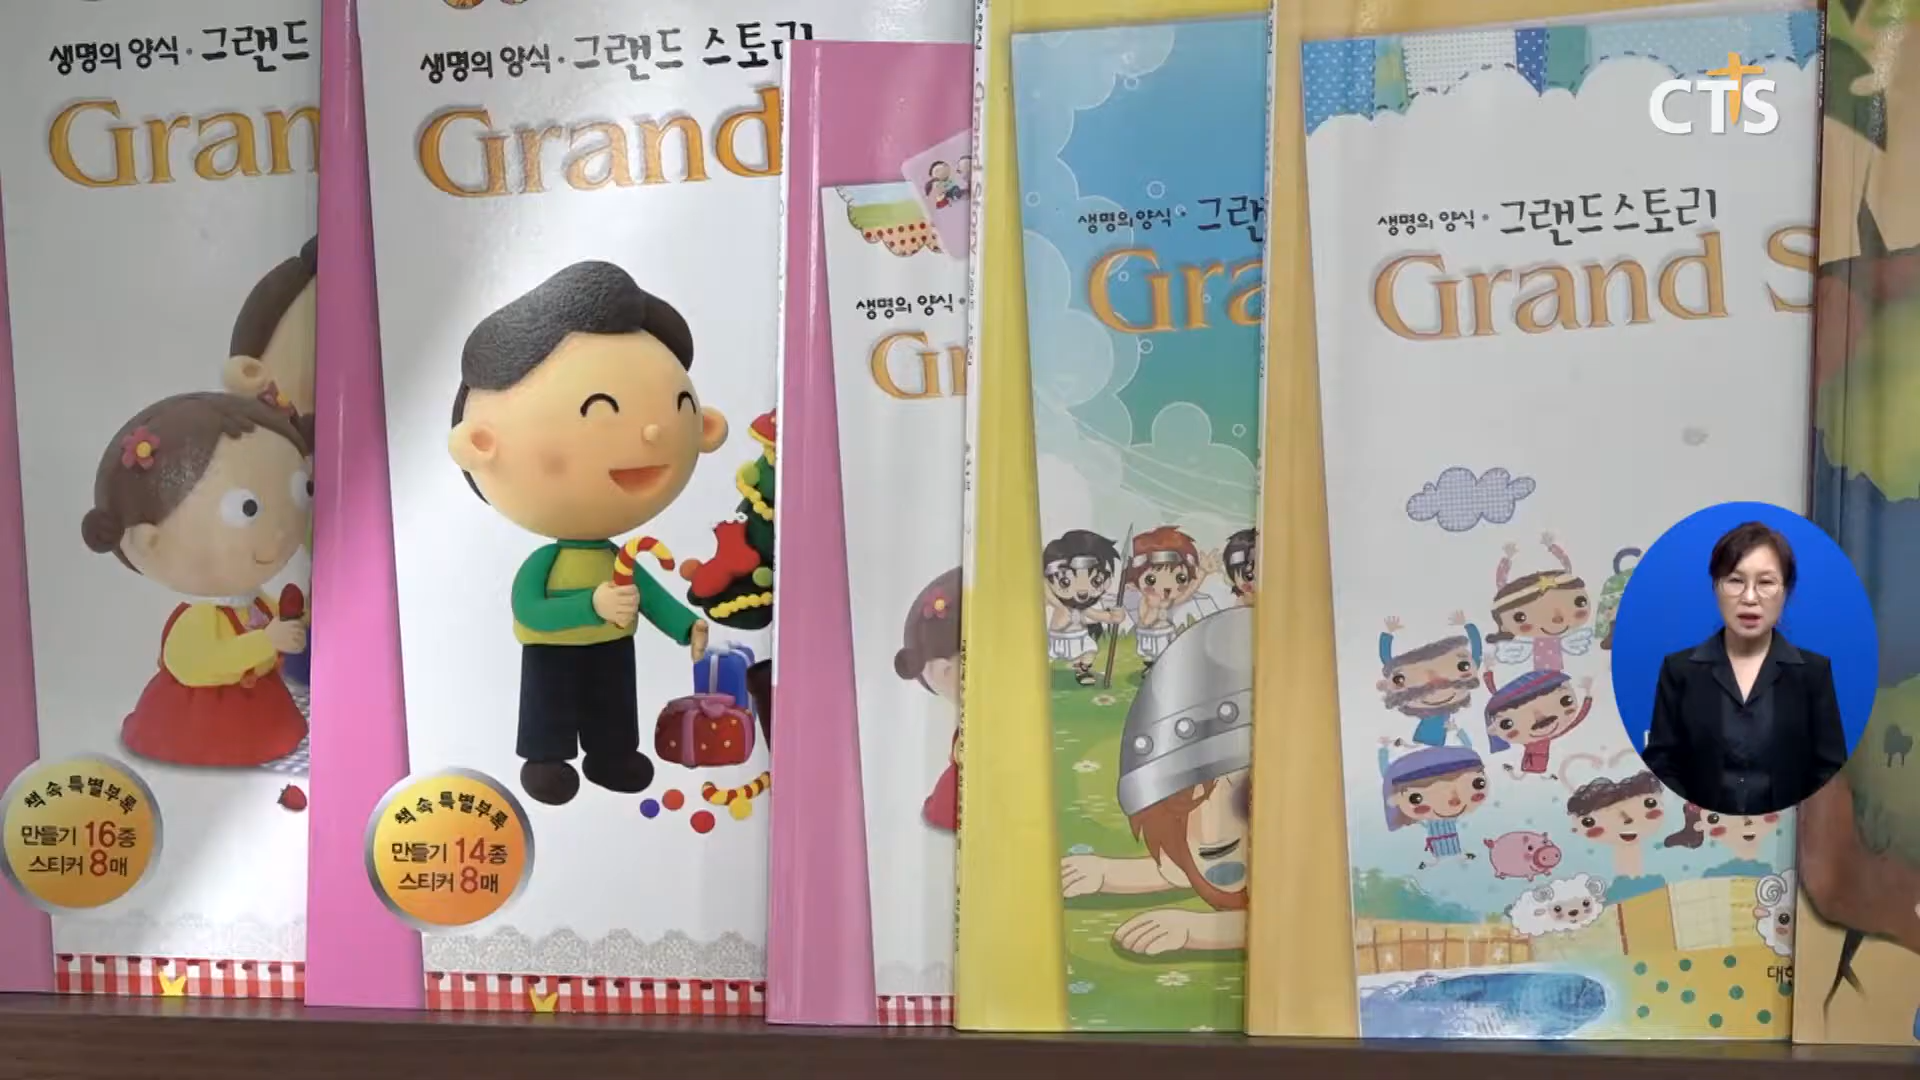 생명의 양식 · 그랜드
Gran
책 속 특별부록
만들기 16종
스티커 8매
생명의 양식 · 그랜드 스토리
Grand
책 속 특별부록
만들기 14종
스티커 8매
생명의 양식 ·
Gr
Grand Story
생명의 양식 · 그랜
Gra
생명의 양식 · 그랜드 스토리
Grand S
대한
CTS